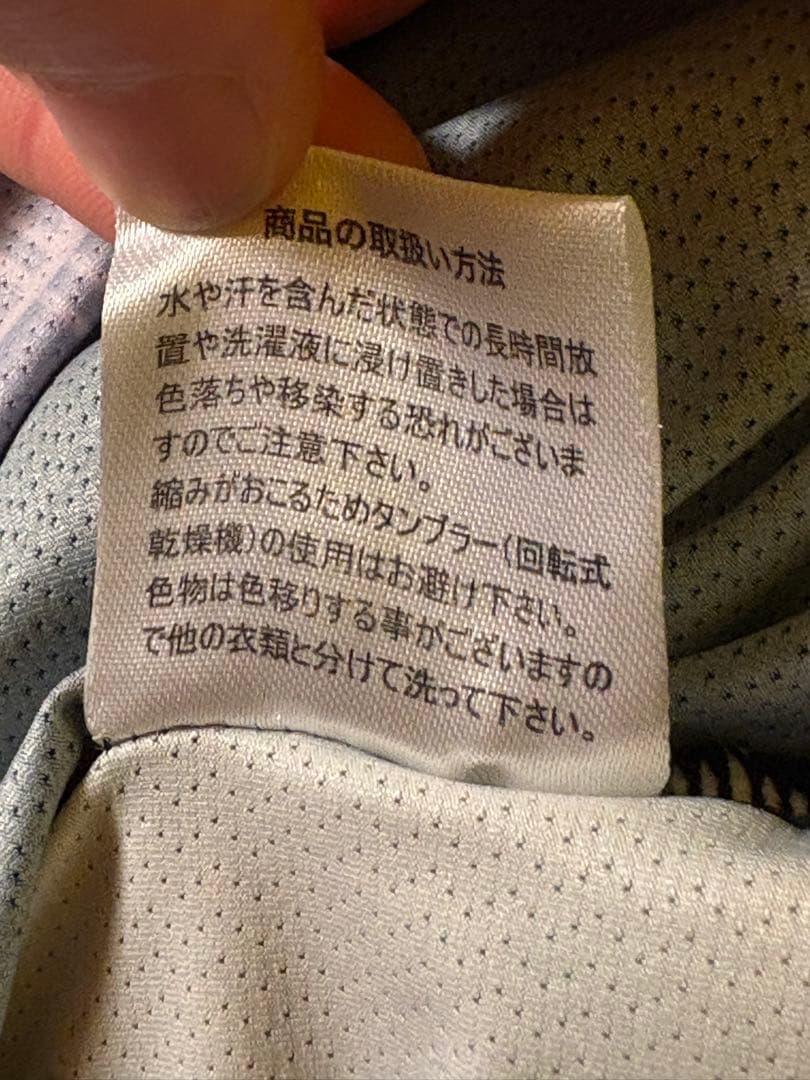 商品の取扱い方法
水や汗を含んだ状態での長時間放
置や洗濯液に浸け置きした場合は
色落ちや移染する恐れがございま
すのでご注意下さい。
縮みがおこるためタンブラー(回転式
乾燥機)の使用はお避け下さい。
色物は色移りする事がございますの
で他の衣類と分けて洗って下さい。